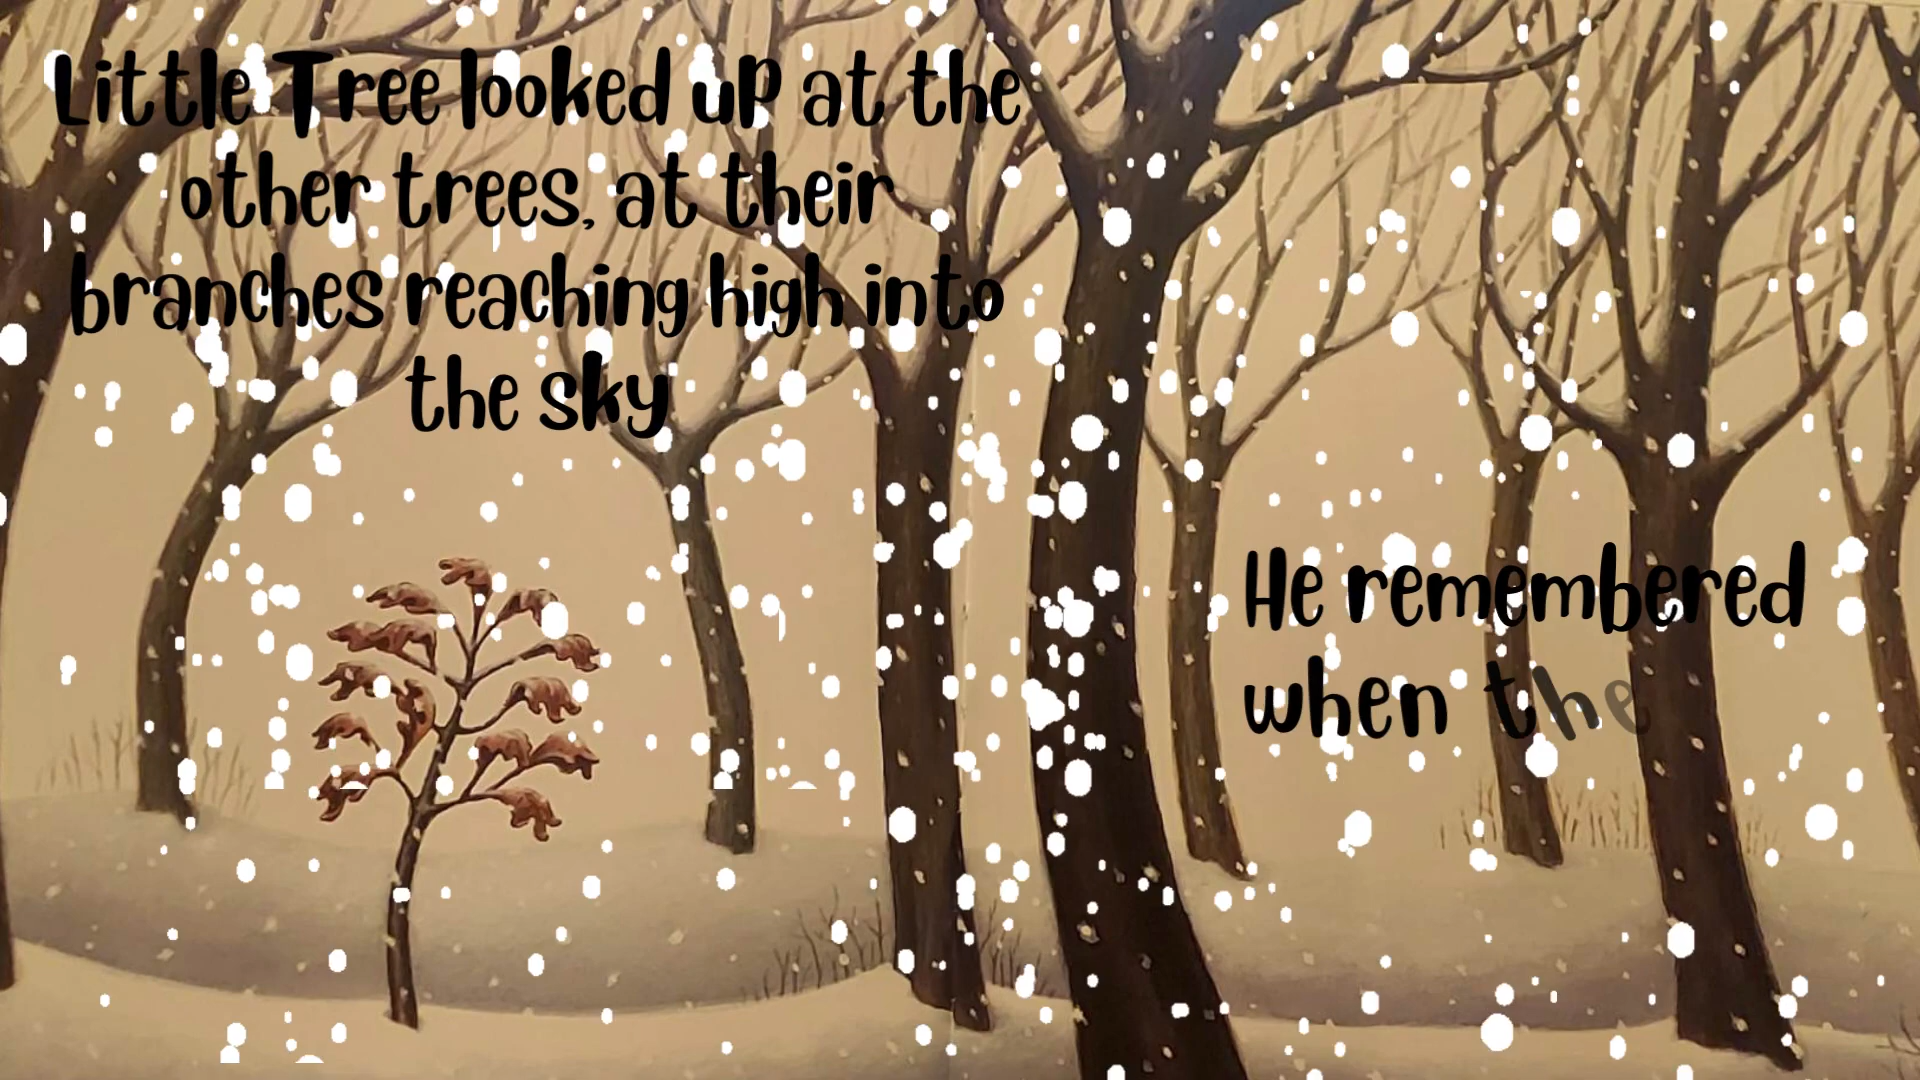 Little Tree looked up at the
other trees, at their
branches reaching high into
the sky
He remembered
when the